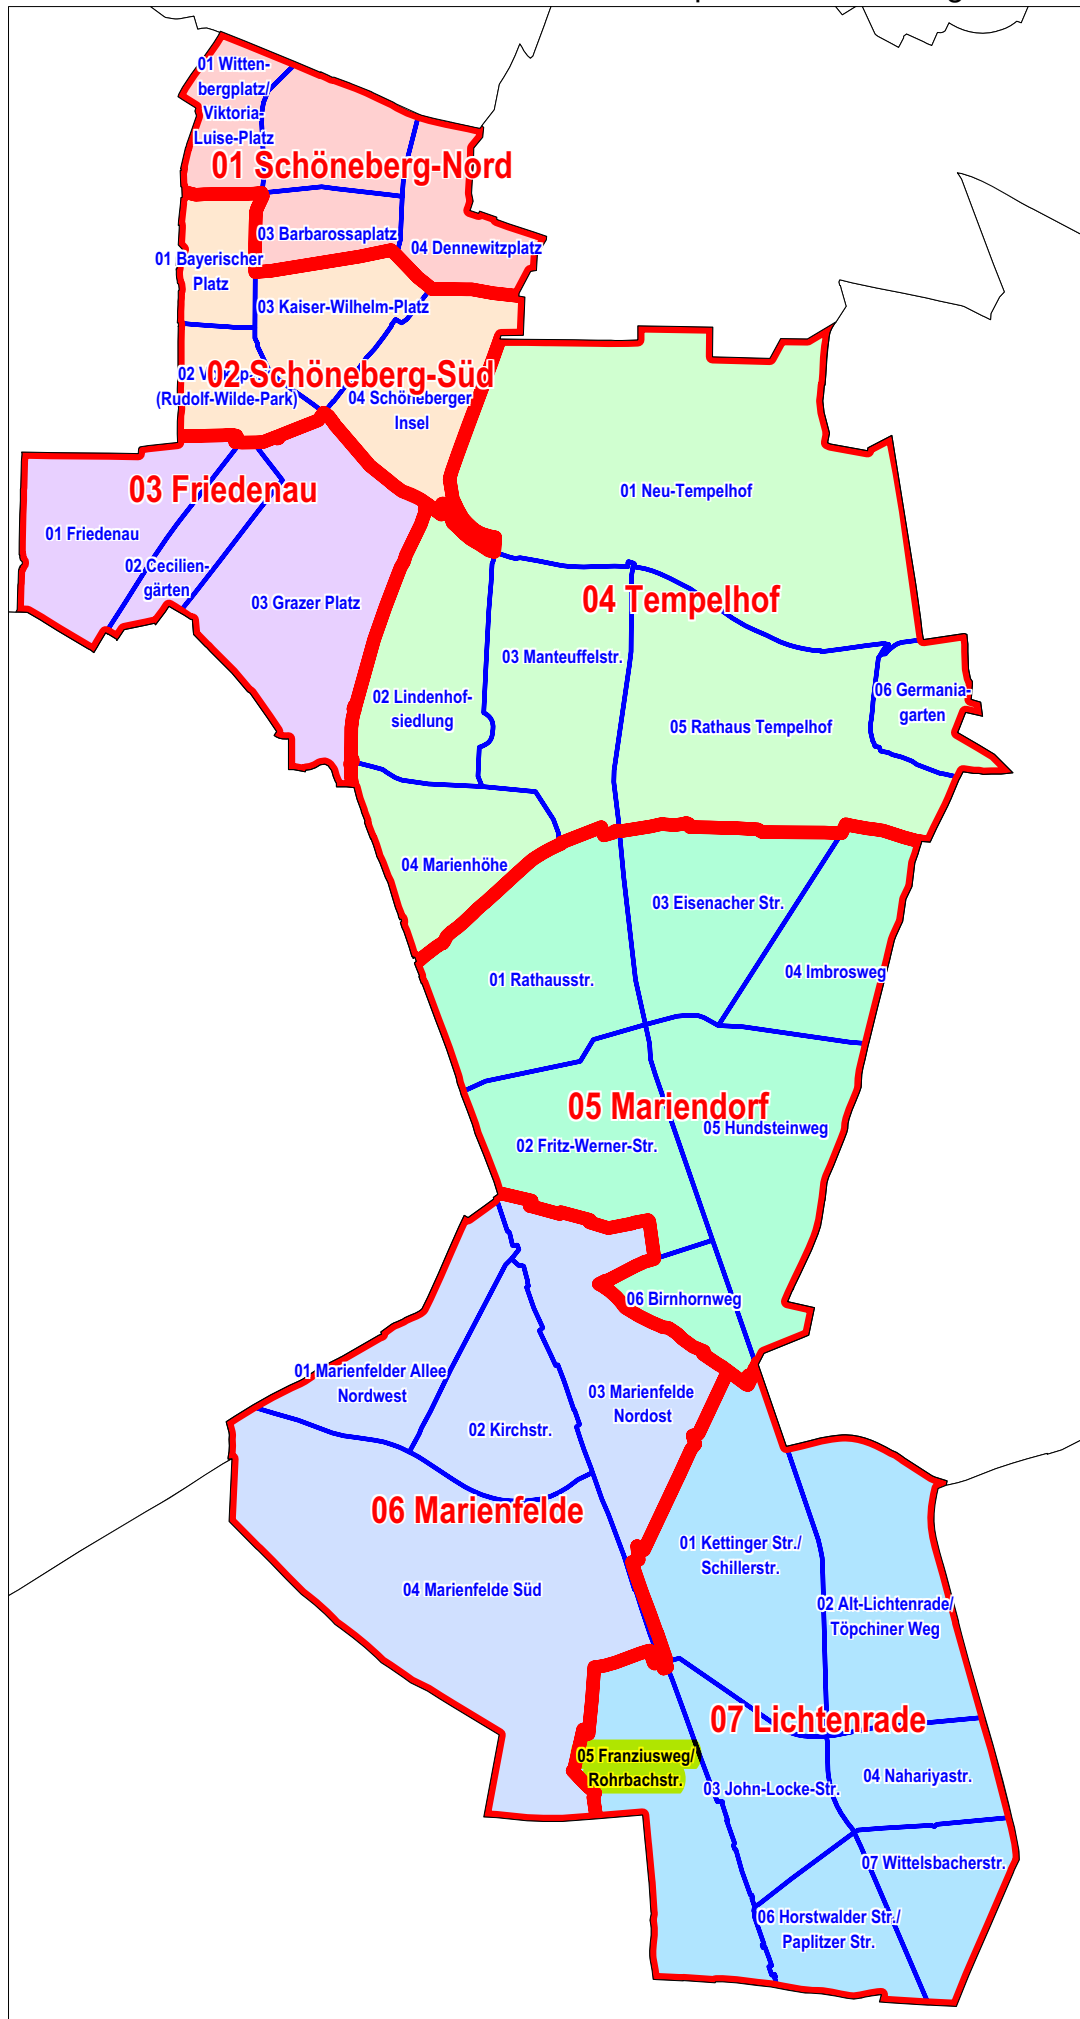 01 Witten-
bergplatz/
Viktoria-
Luise-Platz
01 Schöneberg-Nord
03 Barbarossaplatz
04 Dennewitzplatz
01 Bayerischer
Platz
03 Kaiser-Wilhelm-Platz
02 Schöneberg-Süd
02
(Rudolf-Wilde-Park)
04 Schöneberger
Insel
03 Friedenau
01 Friedenau
02 Cecilien-
gärten
03 Grazer Platz
01 Neu-Tempelhof
04 Tempelhof
03 Manteuffelstr.
02 Lindenhof-
siedlung
05 Rathaus Tempelhof
06 Germania-
garten
04 Marienhöhe
03 Eisenacher Str.
01 Rathausstr.
04 Imbrosweg
05 Mariendorf
05 Hundsteinweg
02 Fritz-Werner-Str.
06 Birnhornweg
01 Marienfelder Allee
Nordwest
03 Marienfelde
Nordost
02 Kirchstr.
06 Marienfelde
04 Marienfelde Süd
01 Kettinger Str./
Schillerstr.
02 Alt-Lichtenrade/
Töpchiner Weg
07 Lichtenrade
05 Franziusweg/
Rohrbachstr.
03 John-Locke-Str.
04 Nahariyastr.
07 Wittelsbacherstr.
06 Horstwalder Str./
Paplitzer Str.